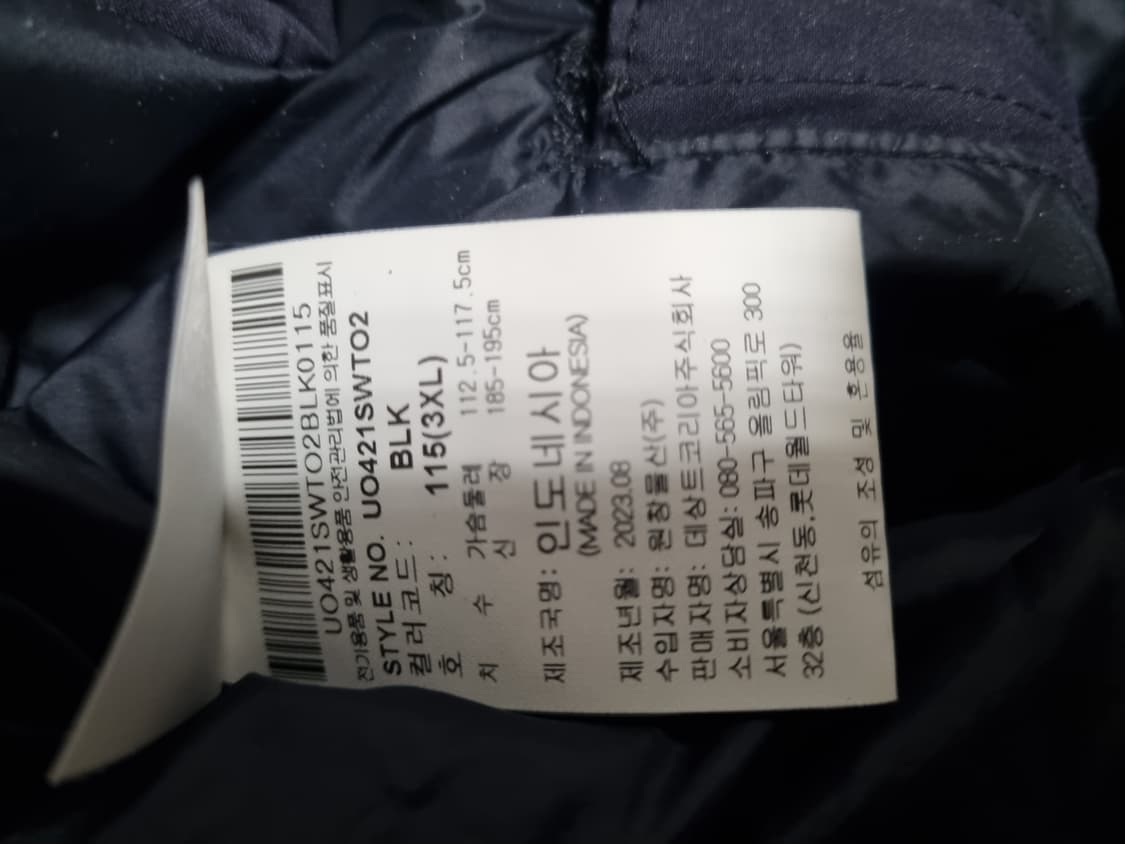 UO421SWTO2BLK0115
전기용품 및 생활용품 안전관리법에 의한 품질표시
STYLE NO. UO421SWTO2
컬러코드 : BLK
호 칭 : 115(3XL)
치 수 가슴둘레 112.5-117.5cm
신 장 185-195cm
제조국명 : 인도네시아
(MADE IN INDONESIA)
제조년월 : 2023.08
수입자명 : 원창물산(주)
판매자명 : 데상트코리아주식회사
소비자상담실 : 080-565-5600
서울특별시 송파구 올림픽로 300
32층 (신천동,롯데월드타워)
섬유의 조성 및 혼용율